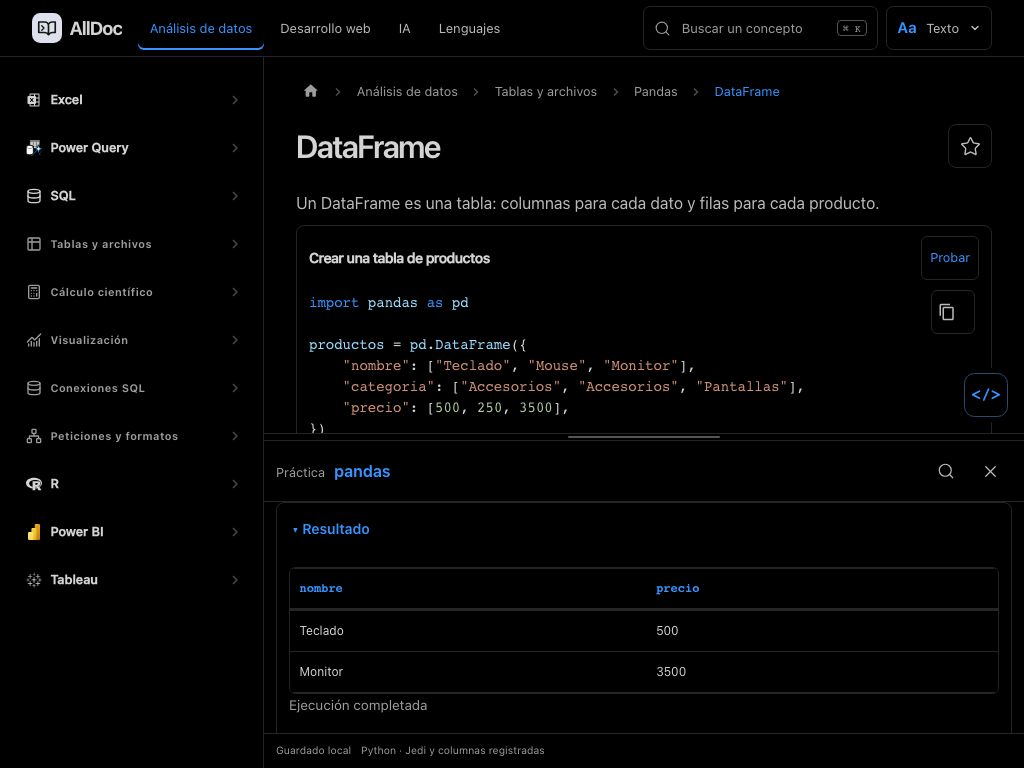 AllDoc
Análisis de datos
Desarrollo web
IA
Lenguajes
Buscar un concepto
⌘ K
Aa Texto
Excel
Power Query
SQL
Tablas y archivos
Cálculo científico
Visualización
Conexiones SQL
Peticiones y formatos
R
Power BI
Tableau
Análisis de datos > Tablas y archivos > Pandas > DataFrame
DataFrame
Un DataFrame es una tabla: columnas para cada dato y filas para cada producto.
Crear una tabla de productos
Probar
import pandas as pd
productos = pd.DataFrame({
"nombre": ["Teclado", "Mouse", "Monitor"],
"categoria": ["Accesorios", "Accesorios", "Pantallas"],
"precio": [500, 250, 3500],
})
</>
Práctica pandas
▾ Resultado
nombre precio
Teclado 500
Monitor 3500
Ejecución completada
Guardado local Python · Jedi y columnas registradas